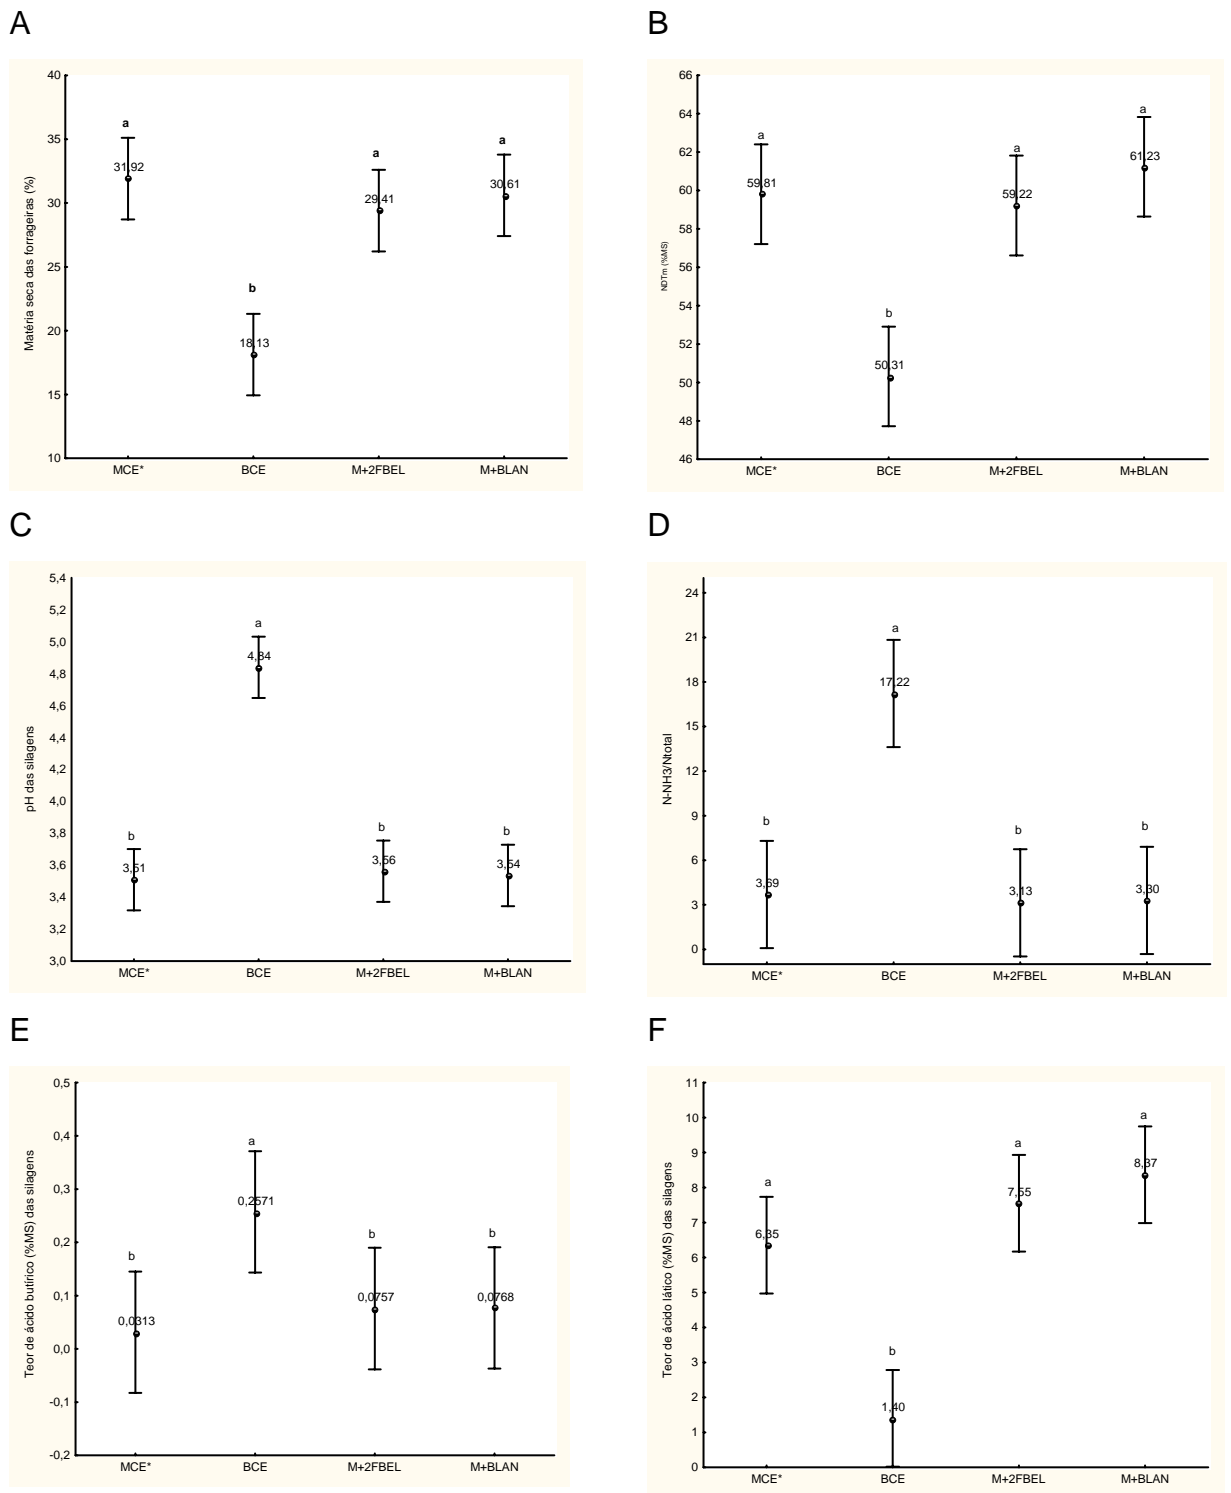 A
Matéria seca das forrageiras (%)
40
35
30
25
20
15
10
a
31,92
b
18,13
a
29,41
a
30,61
MCE* BCE M+2FBEL M+BLAN
B
NDTm (%MS)
66
64
62
60
58
56
54
52
50
48
46
a
59,81
b
50,31
a
59,22
a
61,23
MCE* BCE M+2FBEL M+BLAN
C
pH das silagens
5,4
5,2
5,0
4,8
4,6
4,4
4,2
4,0
3,8
3,6
3,4
3,2
3,0
b
3,51
a
4,84
b
3,56
b
3,54
MCE* BCE M+2FBEL M+BLAN
D
N-NH3/Ntotal
24
21
18
15
12
9
6
3
0
b
3,69
a
17,22
b
3,13
b
3,30
MCE* BCE M+2FBEL M+BLAN
E
Teor de ácido butírico (%MS) das silagens
0,5
0,4
0,3
0,2
0,1
0,0
-0,1
-0,2
b
0,0313
a
0,2571
b
0,0757
b
0,0768
MCE* BCE M+2FBEL M+BLAN
F
Teor de ácido lático (%MS) das silagens
11
10
9
8
7
6
5
4
3
2
1
0
a
6,35
b
1,40
a
7,55
a
8,37
MCE* BCE M+2FBEL M+BLAN